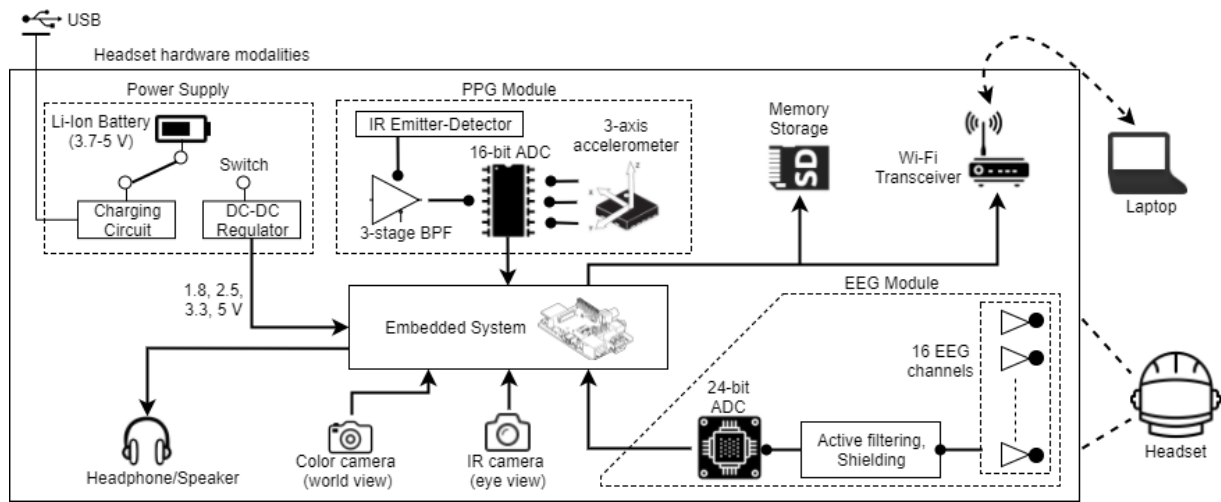 USB
Headset hardware modalities
Power Supply
Li-Ion Battery
(3.7-5 V)
Switch
Charging
Circuit
DC-DC
Regulator
1.8, 2.5,
3.3, 5 V
PPG Module
IR Emitter-Detector
16-bit ADC
3-axis
accelerometer
z
x
y
3-stage BPF
Memory
Storage
SD
Wi-Fi
Transceiver
Laptop
Embedded System
EEG Module
16 EEG
channels
24-bit
ADC
Active filtering,
Shielding
Headset
Headphone/Speaker
Color camera
(world view)
IR camera
(eye view)